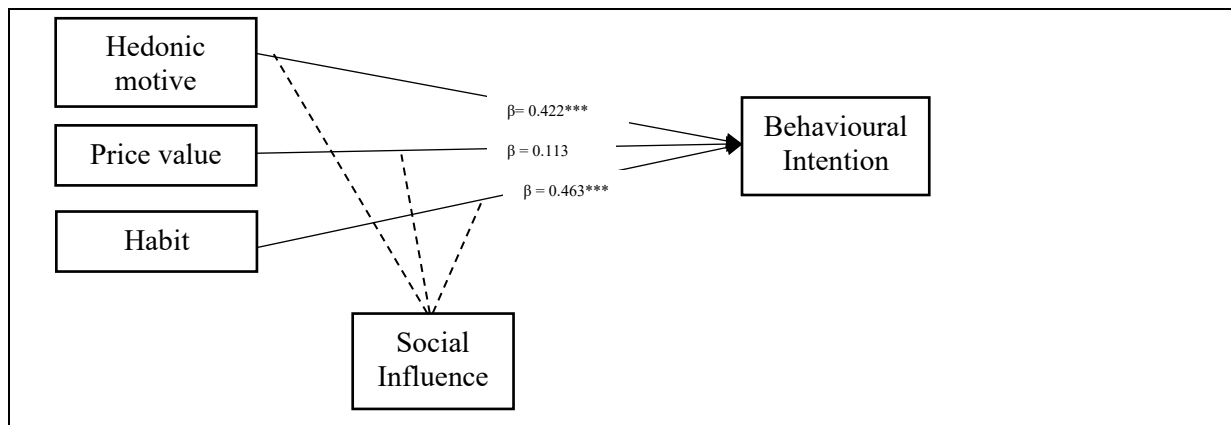 Hedonic
motive
Price value
Habit
β= 0.422***
β = 0.113
β = 0.463***
Behavioural
Intention
Social
Influence